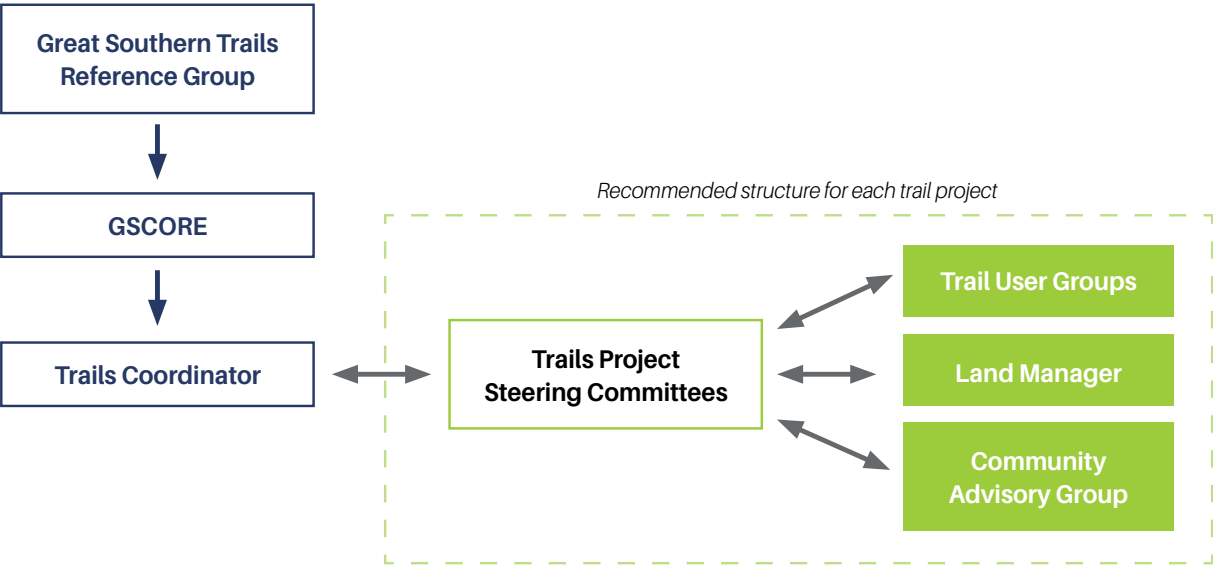 Great Southern Trails
Reference Group
GSCORE
Trails Coordinator
Recommended structure for each trail project
Trails Project
Steering Committees
Trail User Groups
Land Manager
Community
Advisory Group